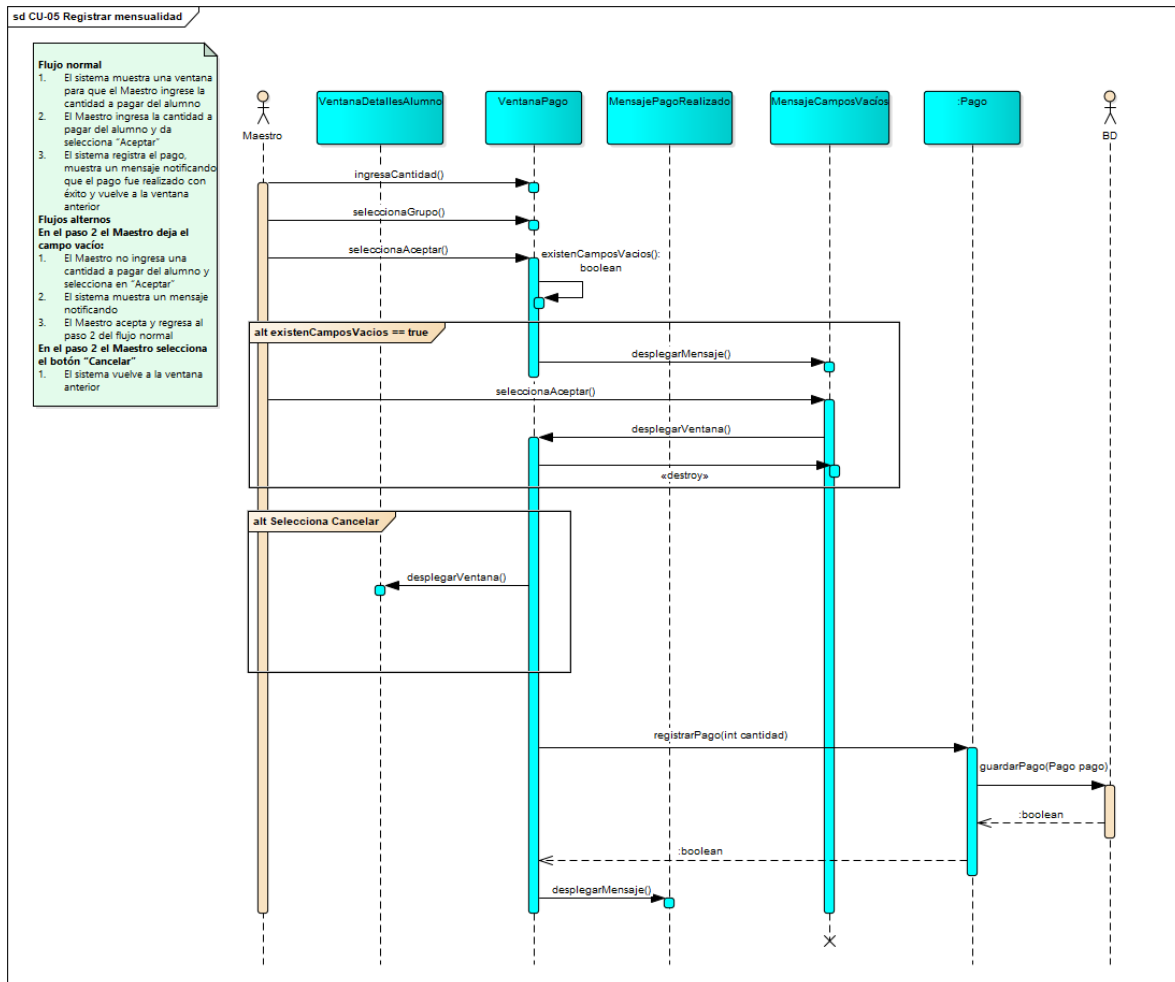 sd CU-05 Registrar mensualidad
Flujo normal
1. El sistema muestra una ventana
para que el Maestro ingrese la
cantidad a pagar del alumno
2. El Maestro ingresa la cantidad a
pagar del alumno y da
selecciona "Aceptar"
3. El sistema registra el pago,
muestra un mensaje notificando
que el pago fue realizado con
éxito y vuelve a la ventana
anterior
Flujos alternos
En el paso 2 el Maestro deja el
campo vacío:
1. El Maestro no ingresa una
cantidad a pagar del alumno y
selecciona en "Aceptar"
2. El sistema muestra un mensaje
notificando
3. El Maestro acepta y regresa al
paso 2 del flujo normal
En el paso 2 el Maestro selecciona
el botón "Cancelar"
1. El sistema vuelve a la ventana
anterior
Maestro
VentanaDetallesAlumno
VentanaPago
MensajePagoRealizado
MensajeCamposVacíos
:Pago
BD
ingresaCantidad()
seleccionaGrupo()
seleccionaAceptar()
existenCamposVacios():
boolean
alt existenCamposVacios == true
desplegarMensaje()
seleccionaAceptar()
desplegarVentana()
«destroy»
alt Selecciona Cancelar
desplegarVentana()
registrarPago(int cantidad)
guardarPago(Pago pago)
:boolean
:boolean
desplegarMensaje()